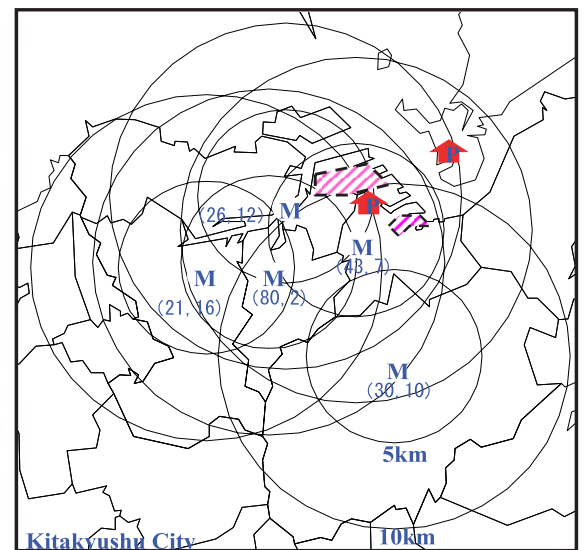 P
P
(26, 12)
M
M
(43, 7)
M
(21, 16)
M
(80, 2)
M
(30, 10)
5km
10km
Kitakyushu City